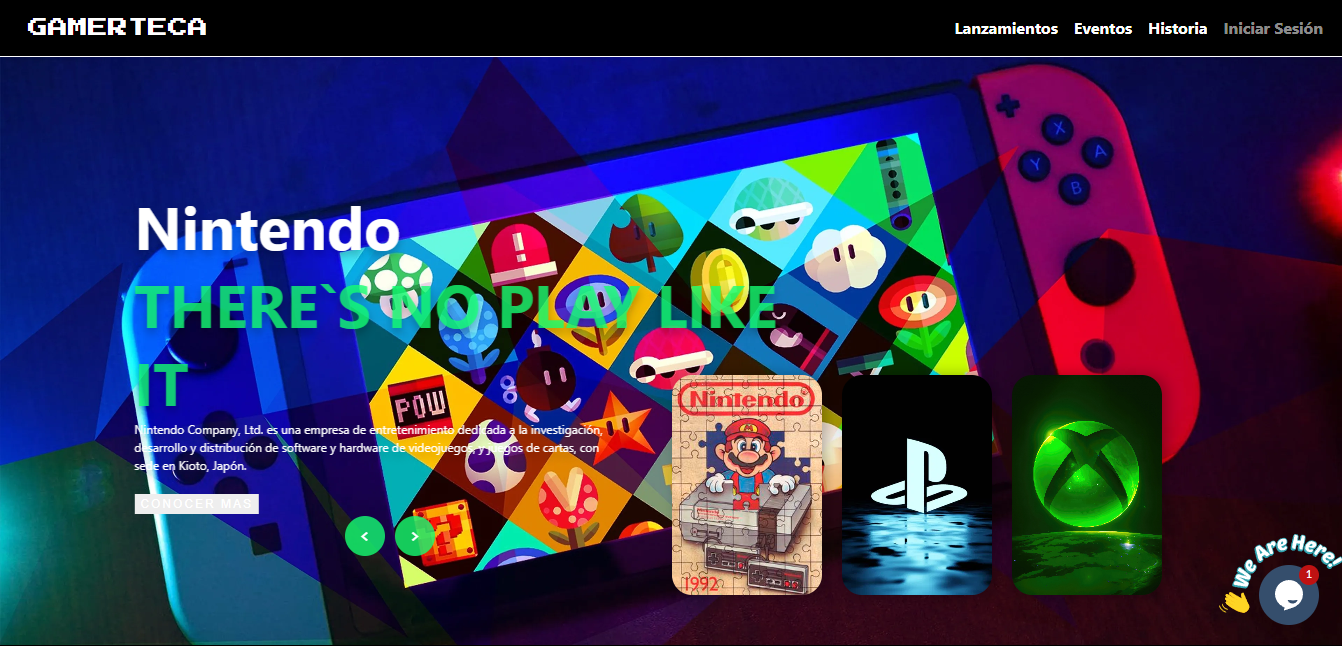 GAMERTECA
Lanzamientos Eventos Historia Iniciar Sesión
X
Y A
B
Nintendo
THERE`S NO PLAY LIKE
IT
POW
Nintendo Company, Ltd. es una empresa de entretenimiento dedicada a la investigación,
desarrollo y distribución de software y hardware de videojuegos, y juegos de cartas, con
sede en Kioto, Japón.
CONOCER MAS
< >
Nintendo
1992
We Are Here!
1